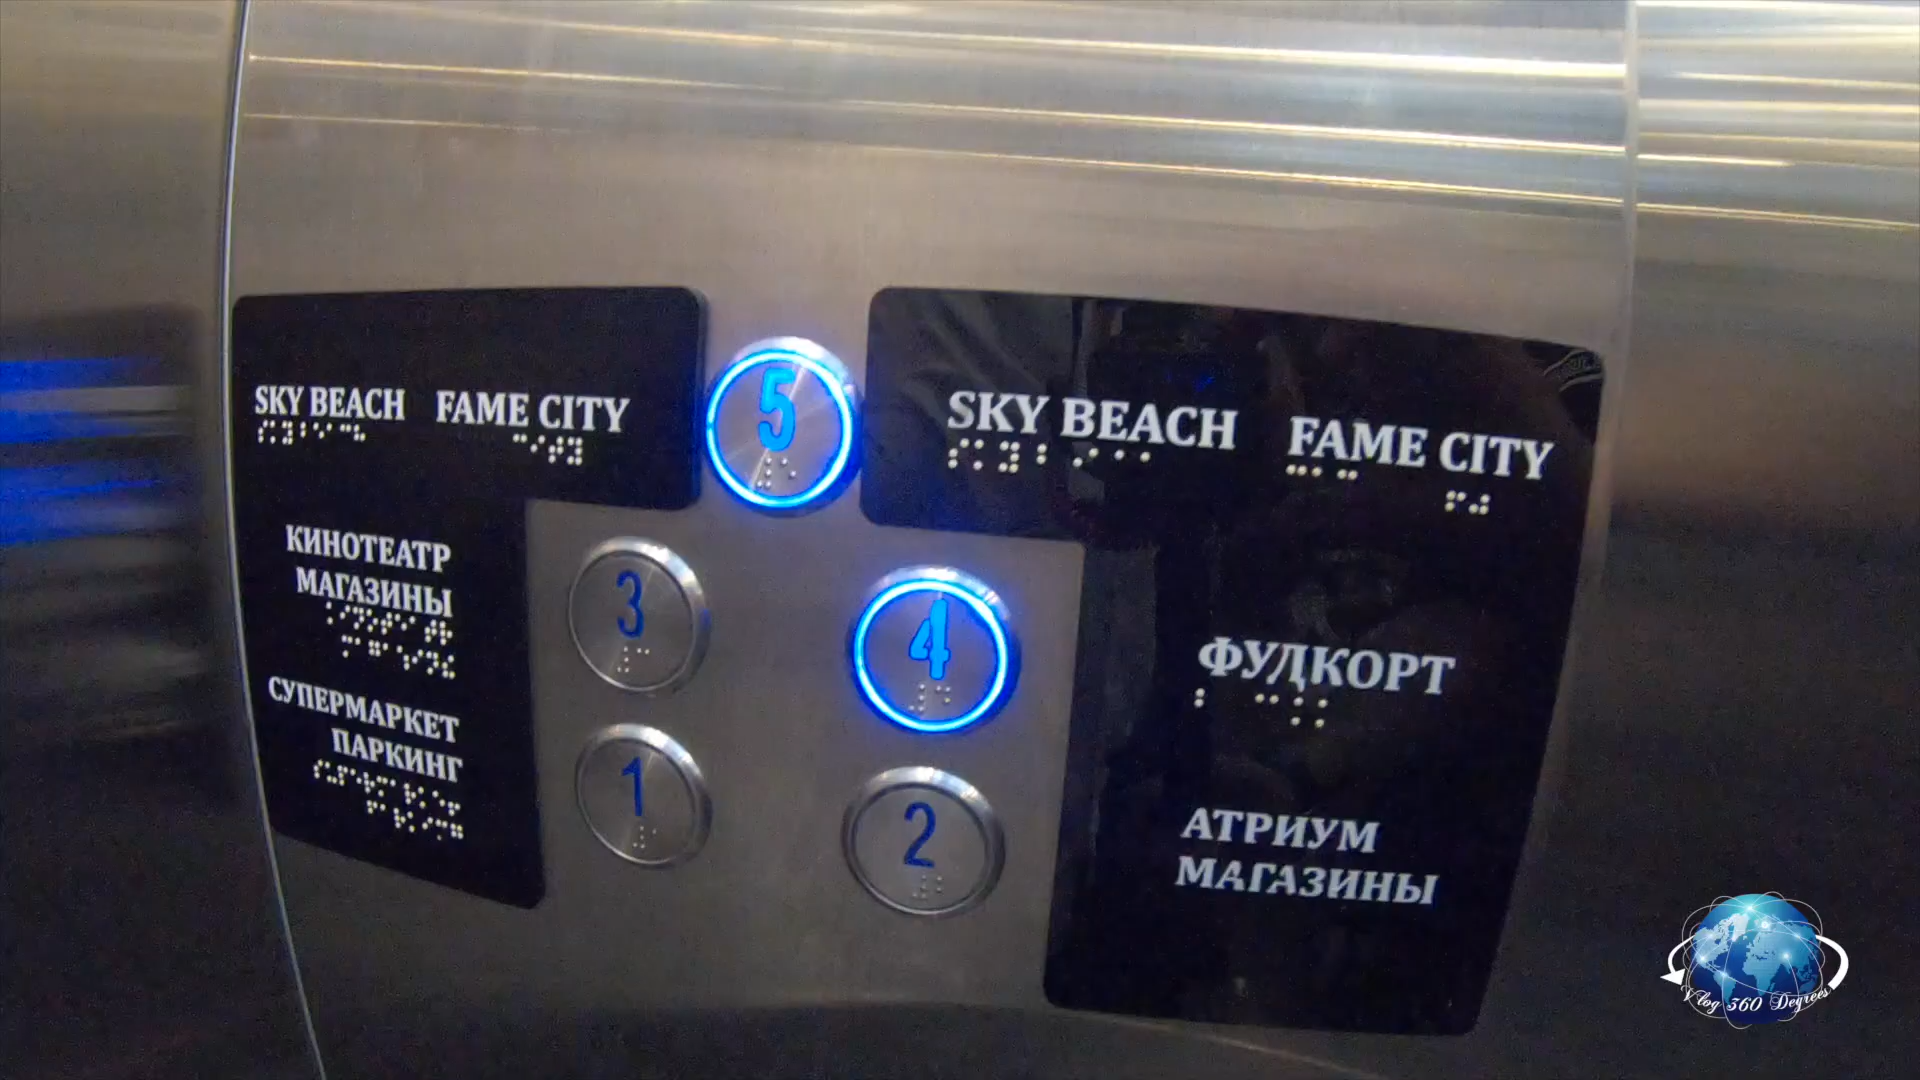 SKY BEACH FAME CITY
5
SKY BEACH FAME CITY
КИНОТЕАТР
МАГАЗИНЫ
3
4
ФУДКОРТ
СУПЕРМАРКЕТ
ПАРКИНГ
1
2
АТРИУМ
МАГАЗИНЫ
Vlog 360 Degrees